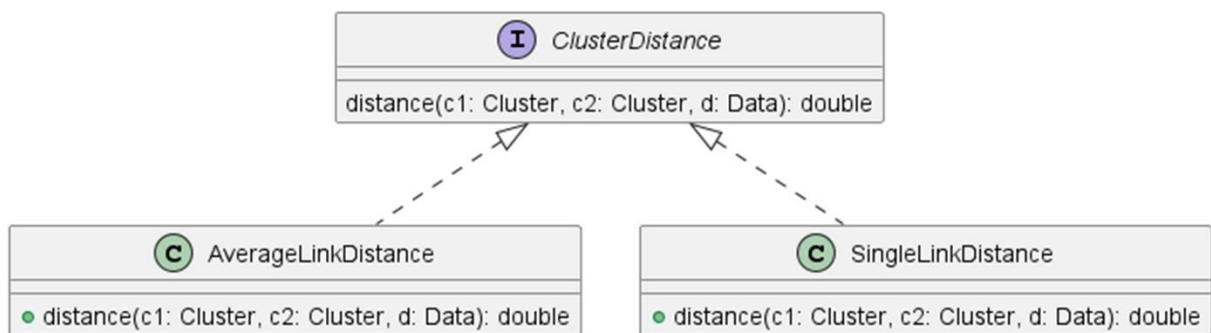 I ClusterDistance
distance(c1: Cluster, c2: Cluster, d: Data): double
C AverageLinkDistance
distance(c1: Cluster, c2: Cluster, d: Data): double
C SingleLinkDistance
distance(c1: Cluster, c2: Cluster, d: Data): double